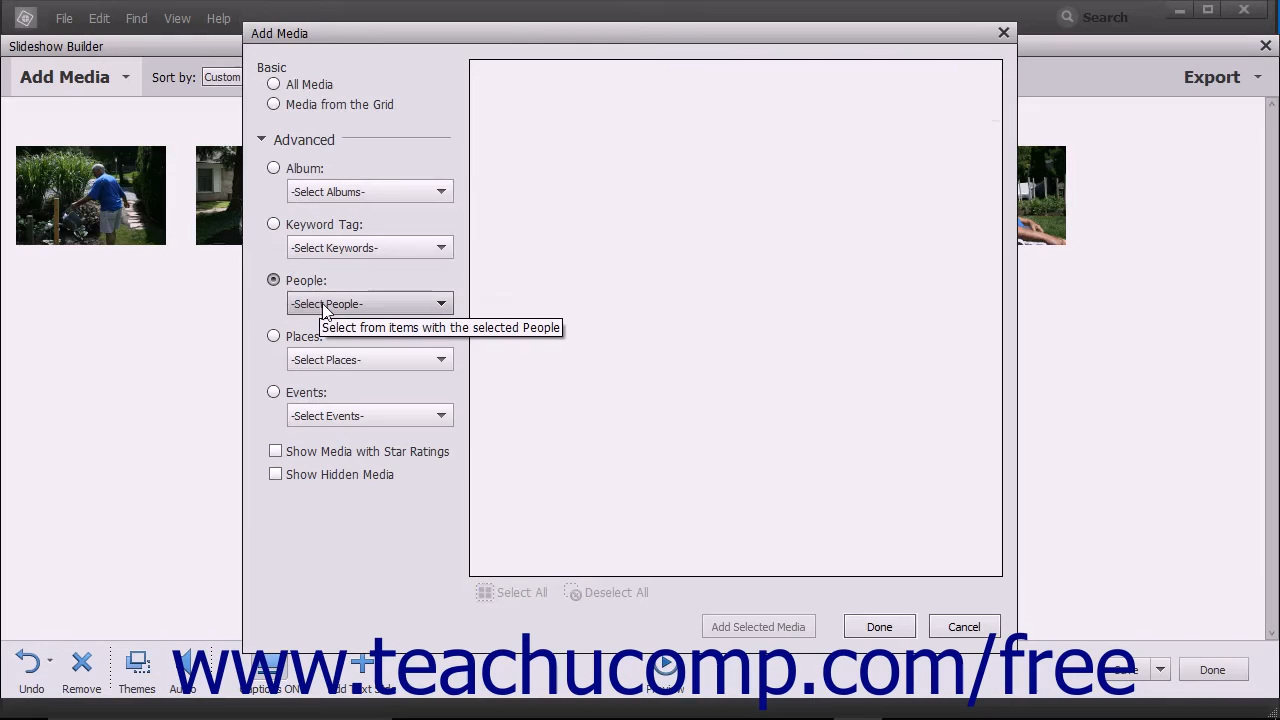 File Edit Find View Help
Search
Slideshow Builder
Add Media
Sort by: Custom
Export
Add Media
Basic
All Media
Media from the Grid
Advanced
Album:
-Select Albums-
Keyword Tag:
-Select Keywords-
People:
-Select People-
Select from items with the selected People
Places:
-Select Places-
Events:
-Select Events-
Show Media with Star Ratings
Show Hidden Media
Select All Deselect All
Add Selected Media Done Cancel
www.teachucomp.com/free
Undo Remove Themes Done